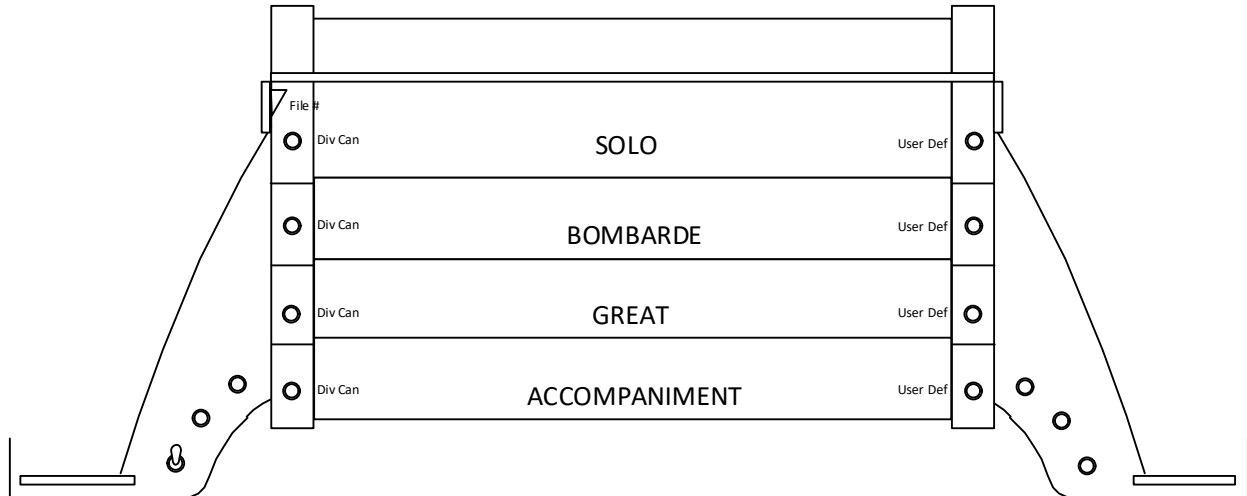 File #
Div Can SOLO User Def
Div Can BOMBARDE User Def
Div Can GREAT User Def
Div Can ACCOMPANIMENT User Def